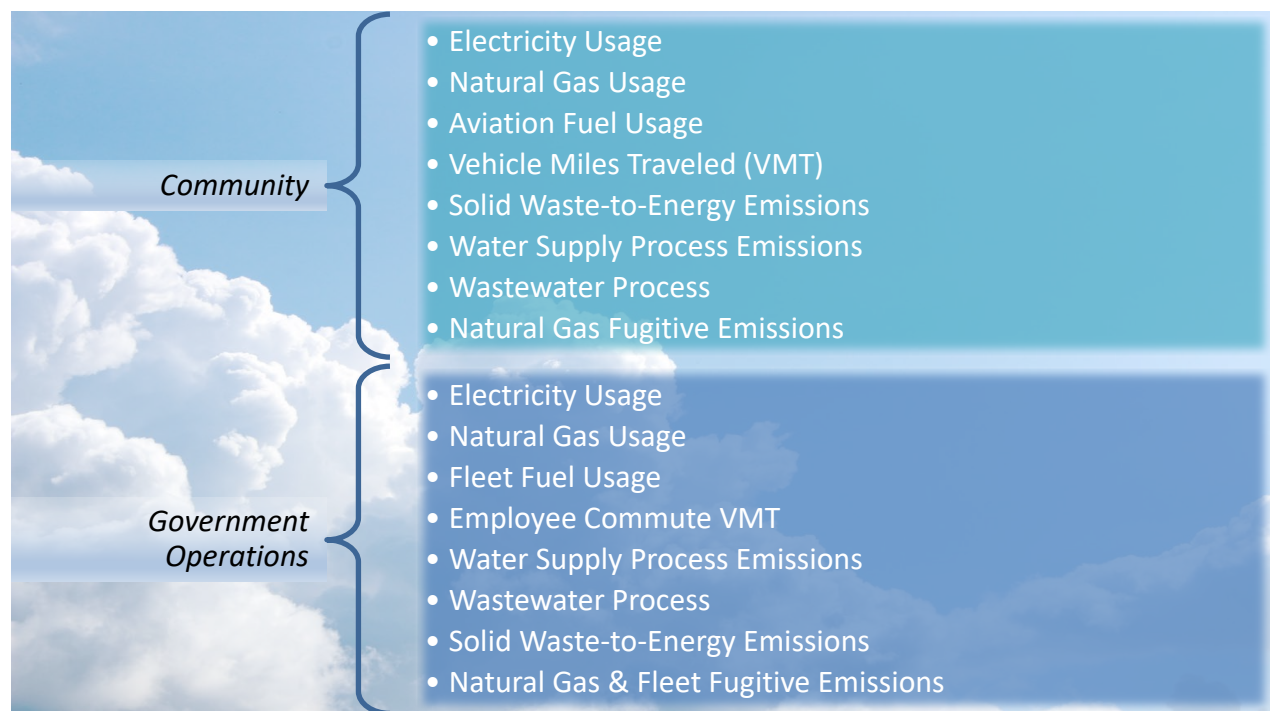 Community
• Electricity Usage
• Natural Gas Usage
• Aviation Fuel Usage
• Vehicle Miles Traveled (VMT)
• Solid Waste-to-Energy Emissions
• Water Supply Process Emissions
• Wastewater Process
• Natural Gas Fugitive Emissions
Government
Operations
• Electricity Usage
• Natural Gas Usage
• Fleet Fuel Usage
• Employee Commute VMT
• Water Supply Process Emissions
• Wastewater Process
• Solid Waste-to-Energy Emissions
• Natural Gas & Fleet Fugitive Emissions